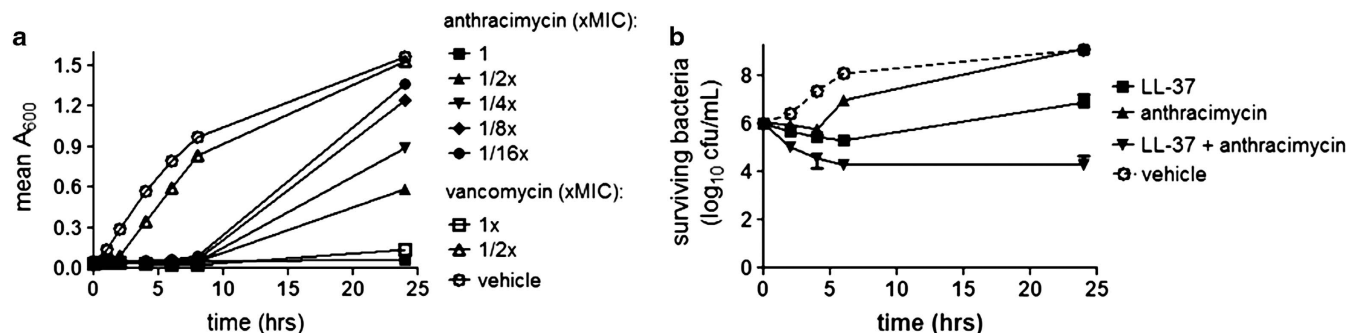 a
mean A600
1.5
1.2
0.9
0.6
0.3
0.0
0 5 10 15 20 25
time (hrs)
anthracimycin (xMIC):
1
1/2x
1/4x
1/8x
1/16x
vancomycin (xMIC):
1x
1/2x
vehicle
b
surviving bacteria
(log10 cfu/mL)
8
6
4
2
0
0 5 10 15 20 25
time (hrs)
LL-37
anthracimycin
LL-37 + anthracimycin
vehicle